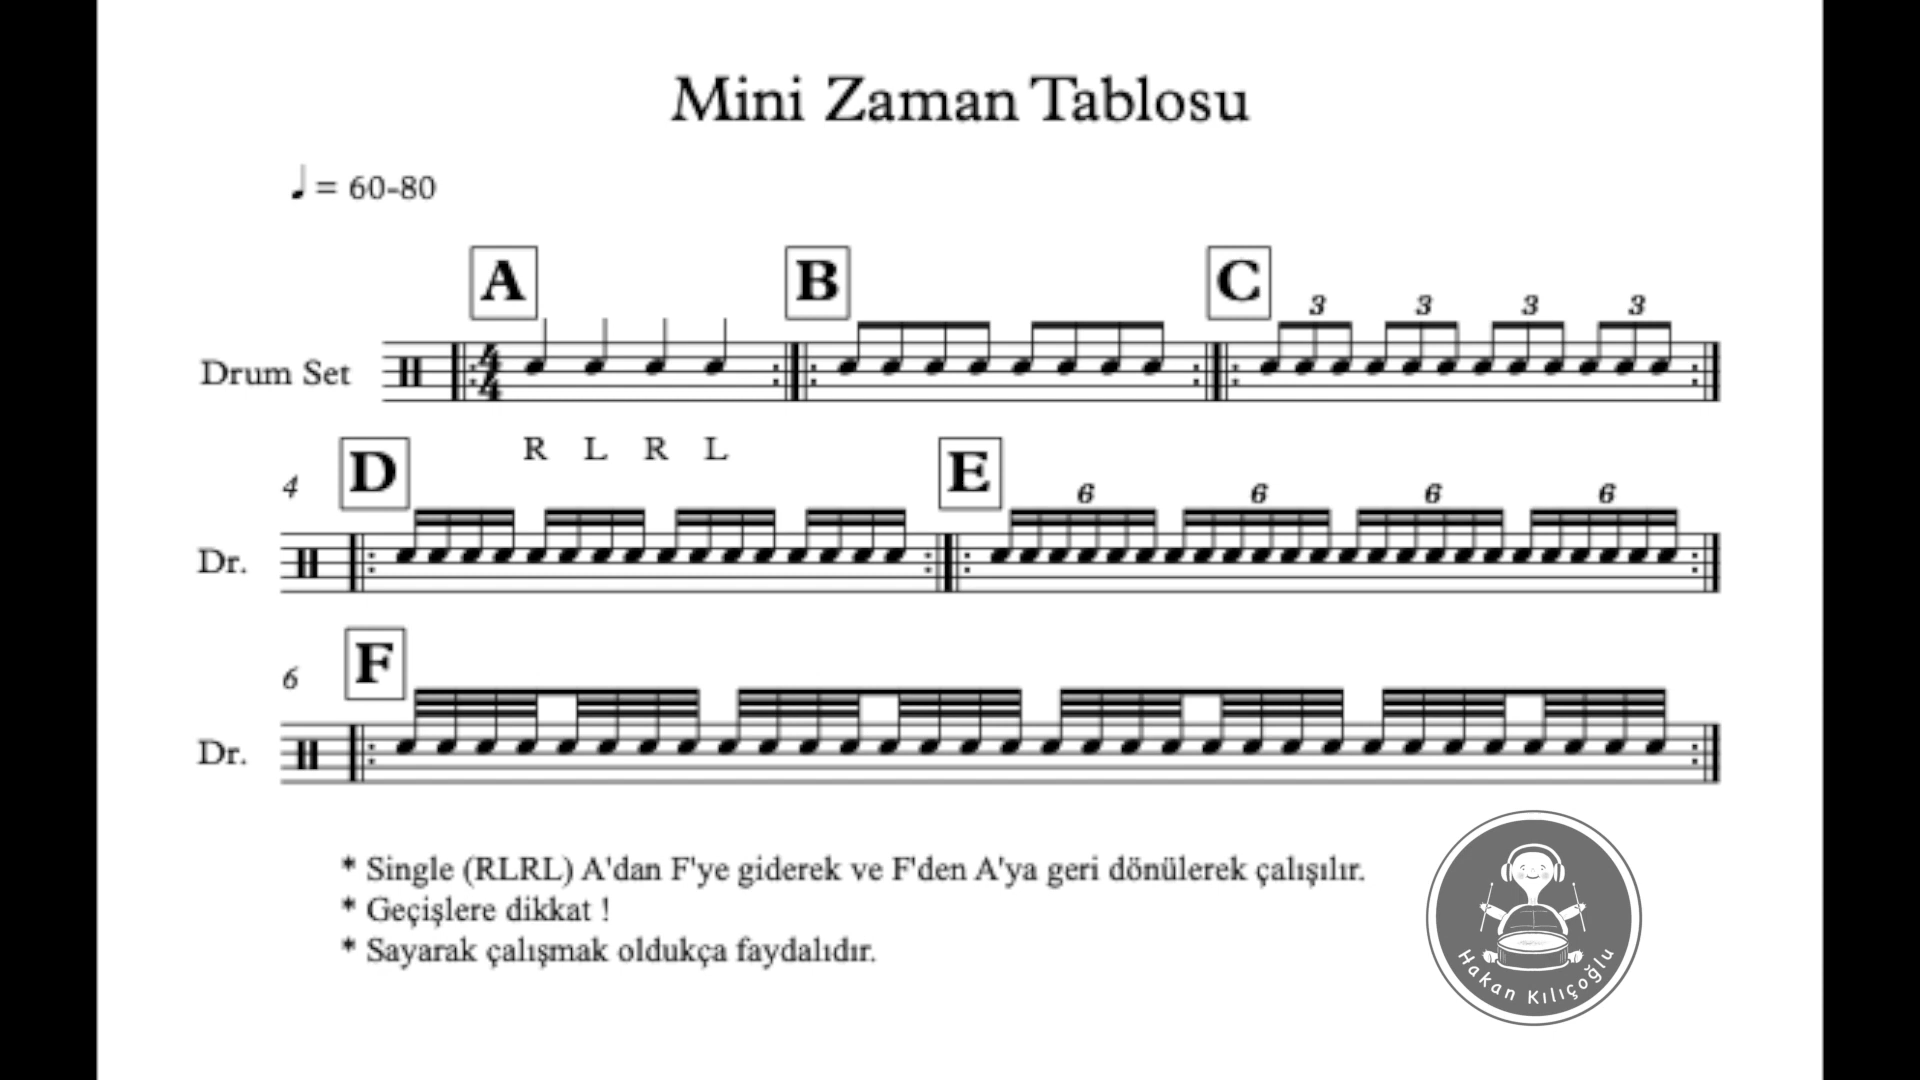 Mini Zaman Tablosu
♩ = 60-80
A B C
3 3 3 3
Drum Set 4/4
R L R L
D E
4 6 6 6 6
Dr.
F
6
Dr.
* Single (RLRL) A'dan F'ye giderek ve F'den A'ya geri dönülerek çalışılır.
* Geçişlere dikkat !
* Sayarak çalışmak oldukça faydalıdır.
Hakan Kılıçoğlu